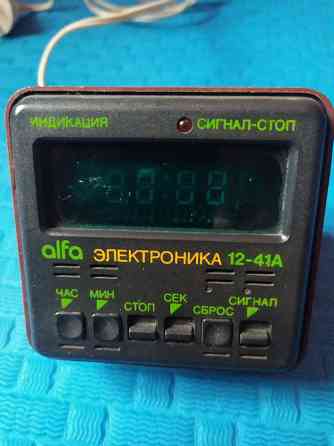 ИНДИКАЦИЯ СИГНАЛ-СТОП
alfa ЭЛЕКТРОНИКА 12-41А
ЧАС МИН СТОП СЕК СБРОС СИГНАЛ